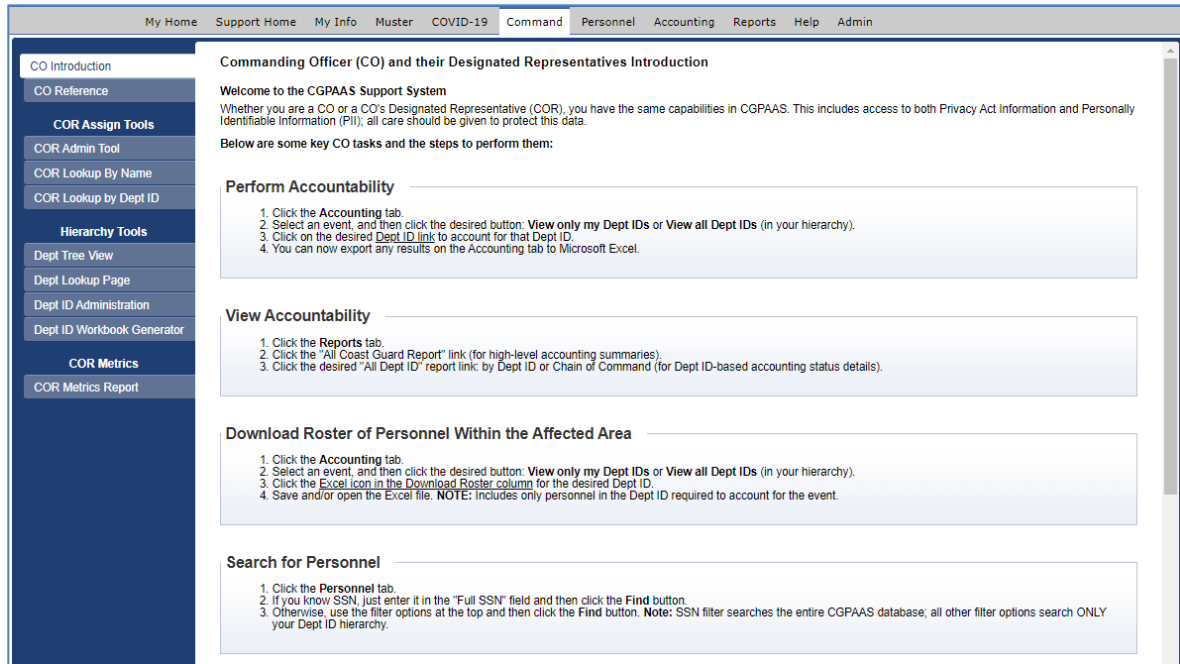 My Home Support Home My Info Muster COVID-19 Command Personnel Accounting Reports Help Admin
CO Introduction
CO Reference
COR Assign Tools
COR Admin Tool
COR Lookup By Name
COR Lookup by Dept ID
Hierarchy Tools
Dept Tree View
Dept Lookup Page
Dept ID Administration
Dept ID Workbook Generator
COR Metrics
COR Metrics Report
Commanding Officer (CO) and their Designated Representatives Introduction
Welcome to the CGPAAS Support System
Whether you are a CO or a CO's Designated Representative (COR), you have the same capabilities in CGPAAS. This includes access to both Privacy Act Information and Personally
Identifiable Information (PII); all care should be given to protect this data.
Below are some key CO tasks and the steps to perform them:
Perform Accountability
1. Click the Accounting tab.
2. Select an event, and then click the desired button: View only my Dept IDs or View all Dept IDs (in your hierarchy).
3. Click on the desired Dept ID link to account for that Dept ID.
4. You can now export any results on the Accounting tab to Microsoft Excel.
View Accountability
1. Click the Reports tab.
2. Click the "All Coast Guard Report" link (for high-level accounting summaries).
3. Click the desired "All Dept ID" report link: by Dept ID or Chain of Command (for Dept ID-based accounting status details).
Download Roster of Personnel Within the Affected Area
1. Click the Accounting tab.
2. Select an event, and then click the desired button: View only my Dept IDs or View all Dept IDs (in your hierarchy).
3. Click the Excel icon in the Download Roster column for the desired Dept ID.
4. Save and/or open the Excel file. NOTE: Includes only personnel in the Dept ID required to account for the event.
Search for Personnel
1. Click the Personnel tab.
2. If you know SSN, just enter it in the "Full SSN" field and then click the Find button.
3. Otherwise, use the filter options at the top and then click the Find button. Note: SSN filter searches the entire CGPAAS database; all other filter options search ONLY
your Dept ID hierarchy.